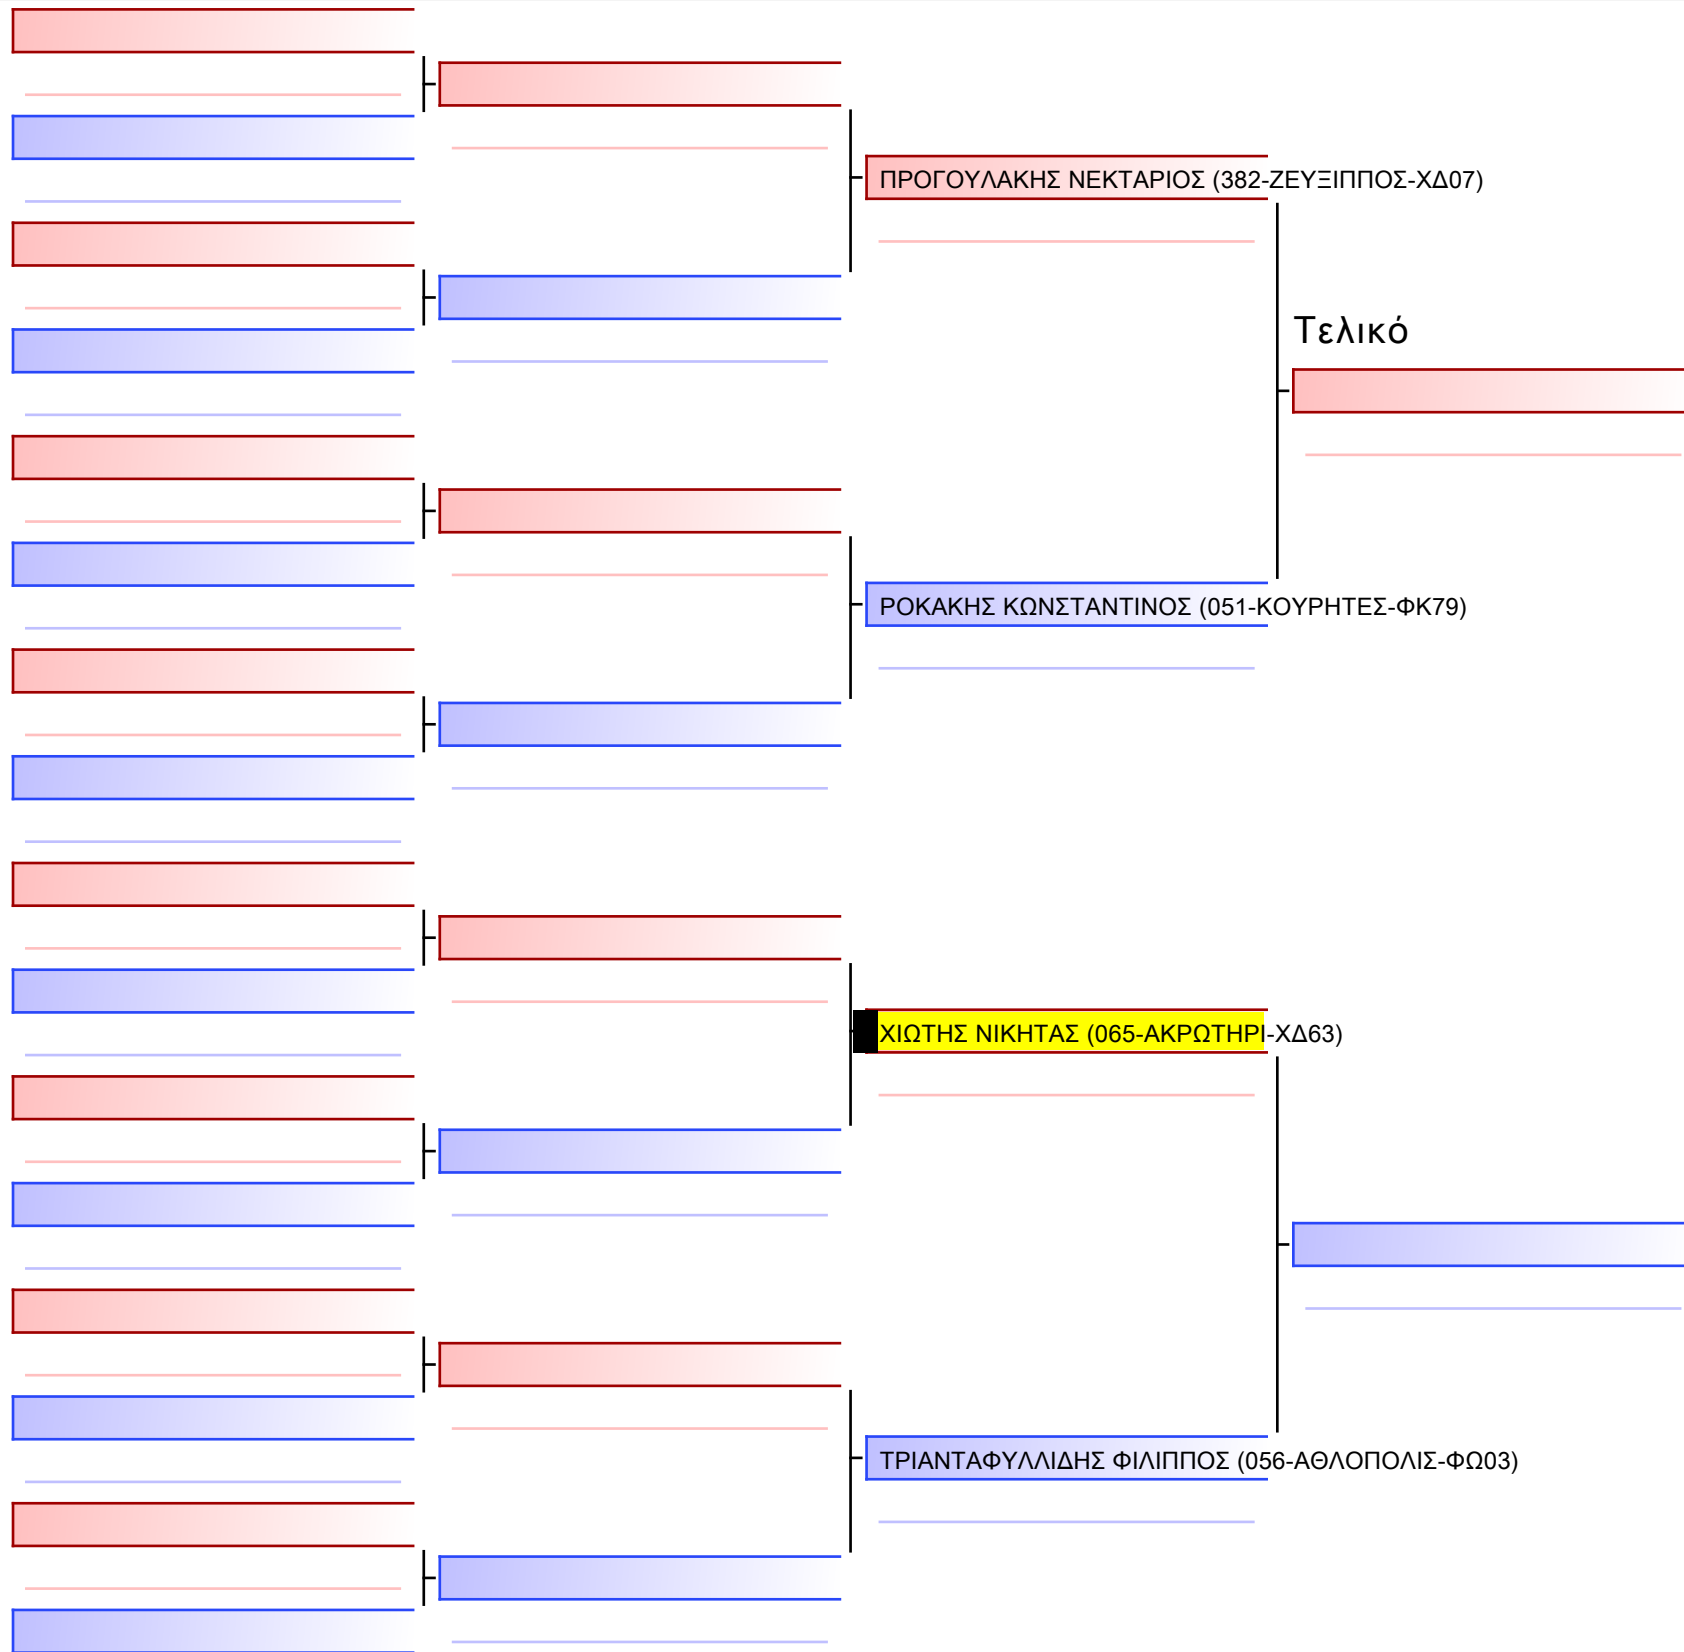 ΠΡΟΓΟΥΛΑΚΗΣ ΝΕΚΤΑΡΙΟΣ (382-ΖΕΥΞΙΠΠΟΣ-ΧΔ07)
Τελικό
ΡΟΚΑΚΗΣ ΚΩΝΣΤΑΝΤΙΝΟΣ (051-ΚΟΥΡΗΤΕΣ-ΦΚ79)
ΧΙΩΤΗΣ ΝΙΚΗΤΑΣ (065-ΑΚΡΩΤΗΡΙ-ΧΔ63)
ΤΡΙΑΝΤΑΦΥΛΛΙΔΗΣ ΦΙΛΙΠΠΟΣ (056-ΑΘΛΟΠΟΛΙΣ-ΦΩ03)